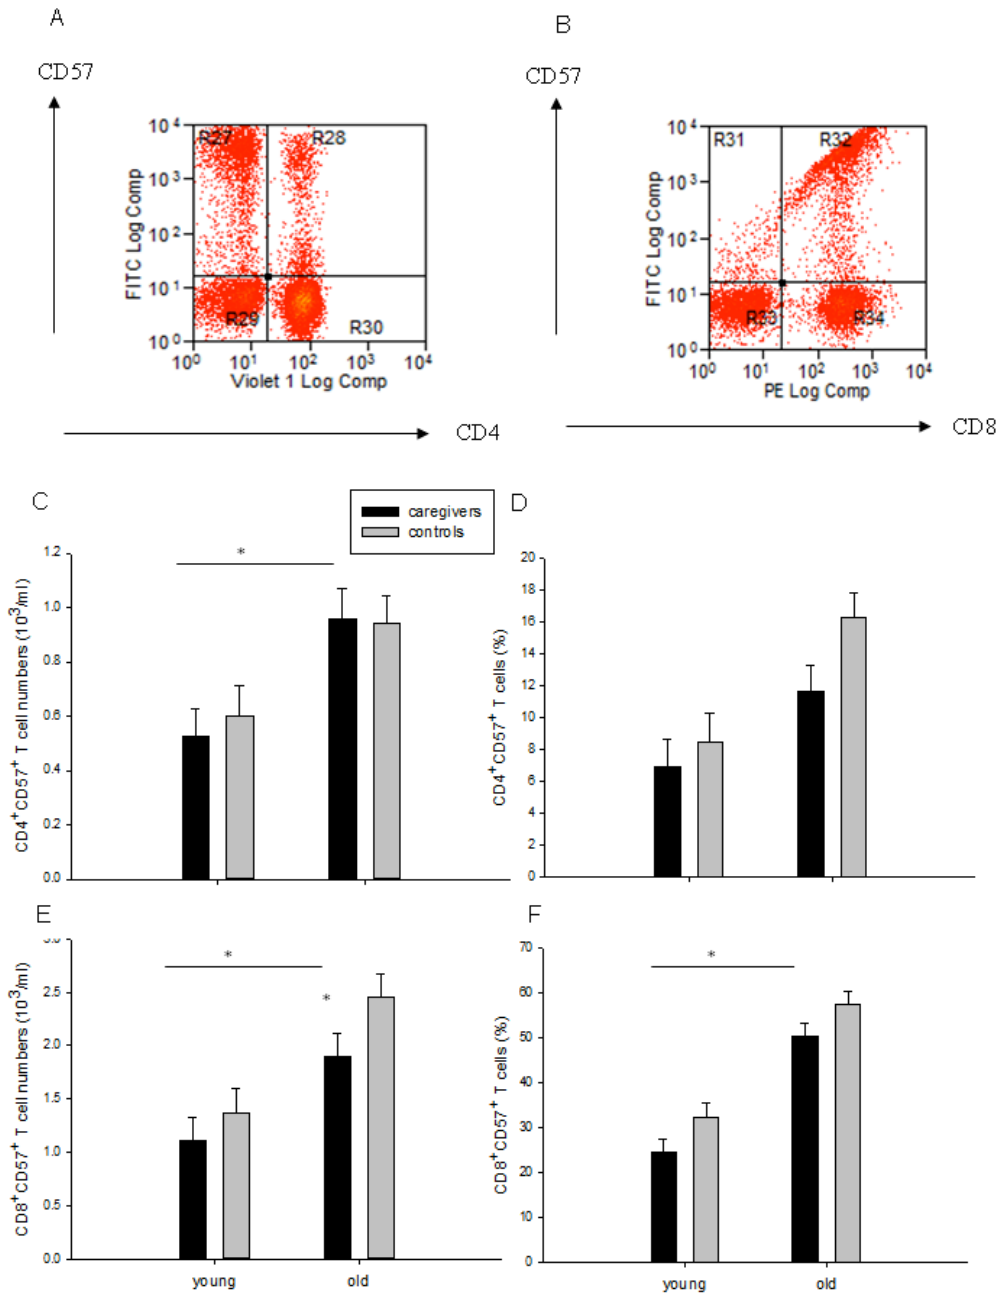 A
B
CD57
CD57
10⁴
R27
R28
10³
10²
10¹
10⁰
FITC Log Comp
R29
R30
10⁰ 10¹ 10² 10³ 10⁴
Violet 1 Log Comp
CD4
10⁴
R31
R32
10³
10²
10¹
10⁰
FITC Log Comp
R33
R34
10⁰ 10¹ 10² 10³ 10⁴
PE Log Comp
CD8
C
caregivers
controls
D
*
1.2
1.0
0.8
0.6
0.4
0.2
0.0
CD4⁺CD57⁺ T cell numbers (10³/ml)
20
18
16
14
12
10
8
6
4
2
0
CD4⁺CD57⁺ T cells (%)
E
*
*
2.5
2.0
1.5
1.0
0.5
0.0
CD8⁺CD57⁺ T cell numbers (10³/ml)
young old
F
*
70
60
50
40
30
20
10
0
CD8⁺CD57⁺ T cells (%)
young old